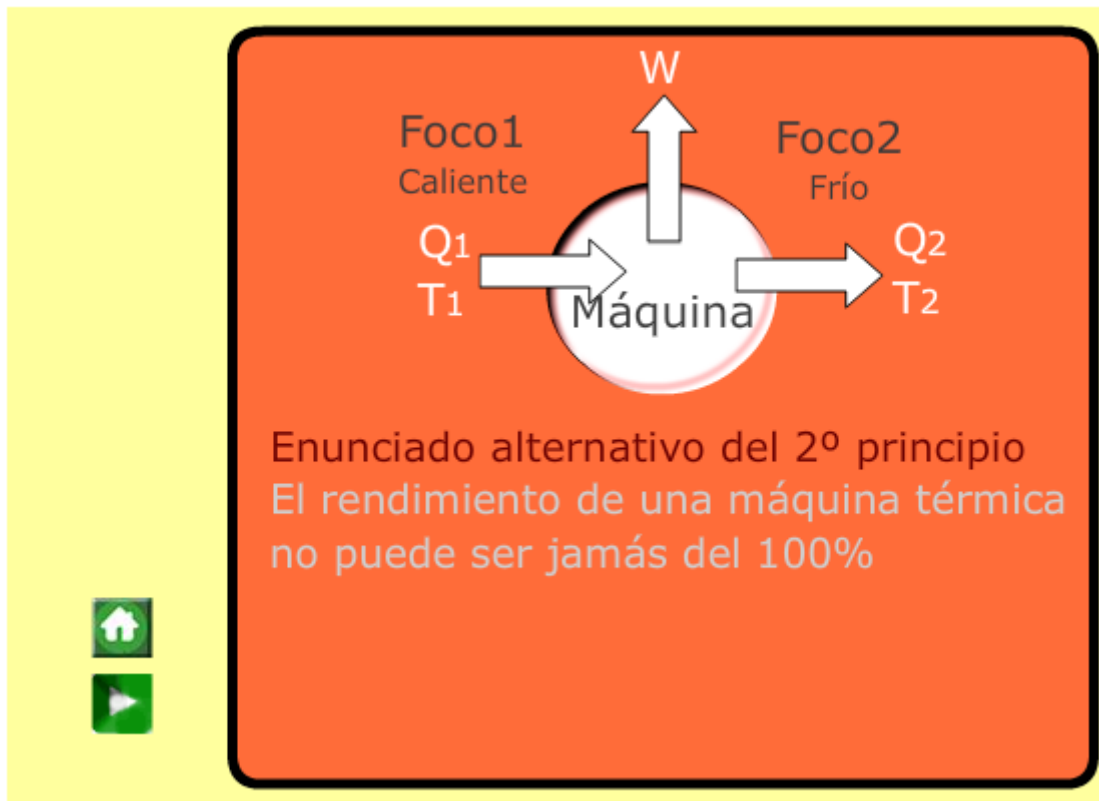 W
Foco1
Caliente
Foco2
Frío
Q1
T1
Q2
T2
Máquina
Enunciado alternativo del 2º principio
El rendimiento de una máquina térmica
no puede ser jamás del 100%